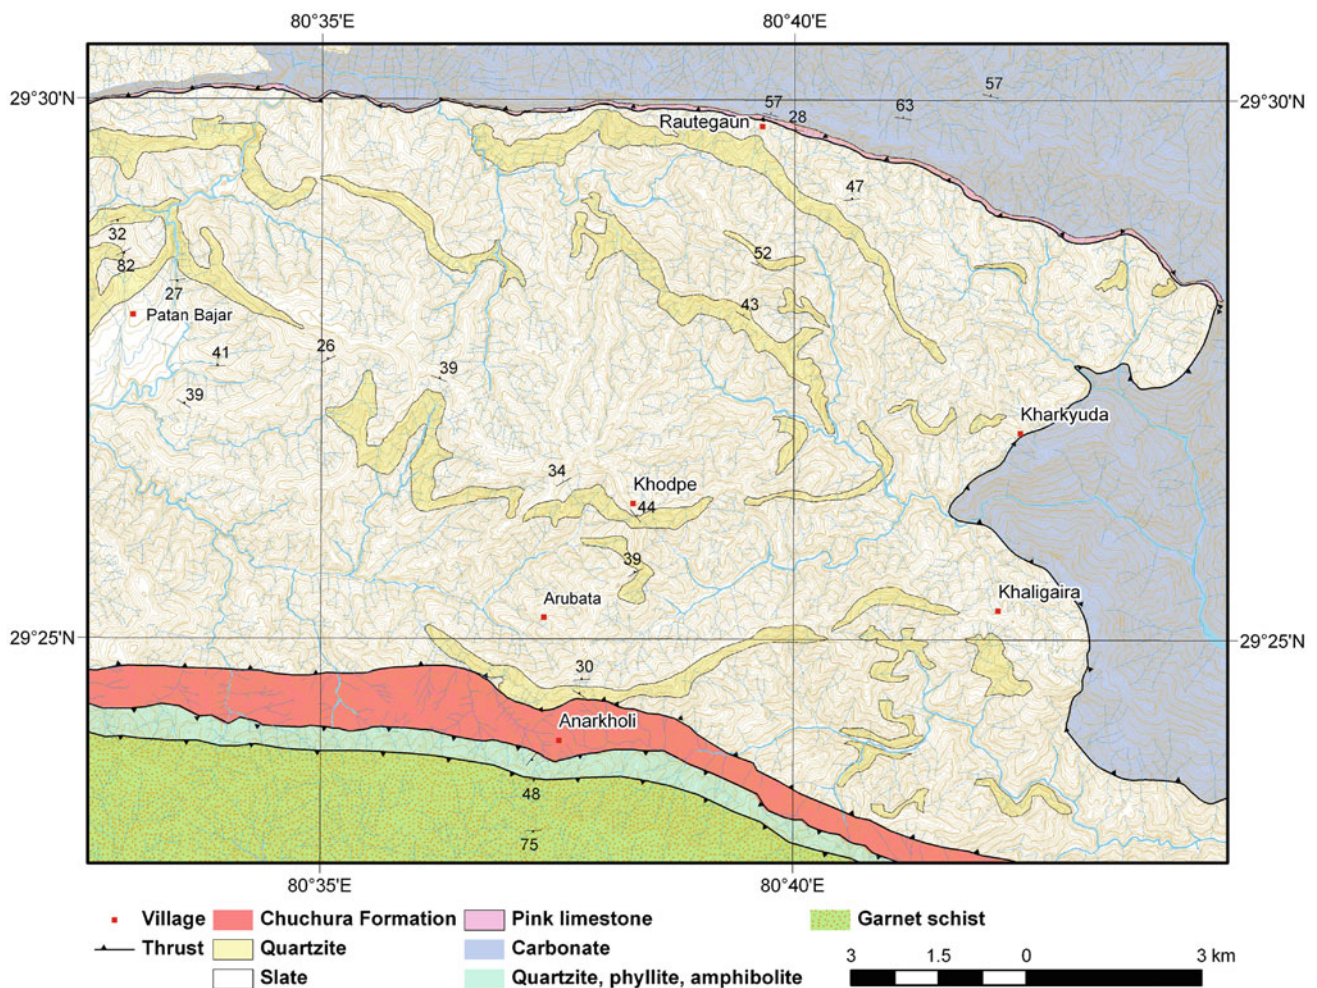 80°35'E 80°40'E
29°30'N 29°30'N
57
57
63
28
Rautegaun
47
32
52
82
27
43
Patan Bajar
26
41
39
39
Kharkyuda
34
Khodpe
44
39
Khaligaira
Arubata
29°25'N 29°25'N
30
Anarkholi
48
75
80°35'E 80°40'E
Village Chuchura Formation Pink limestone Garnet schist
Thrust Quartzite Carbonate
3 1.5 0 3 km
Slate Quartzite, phyllite, amphibolite